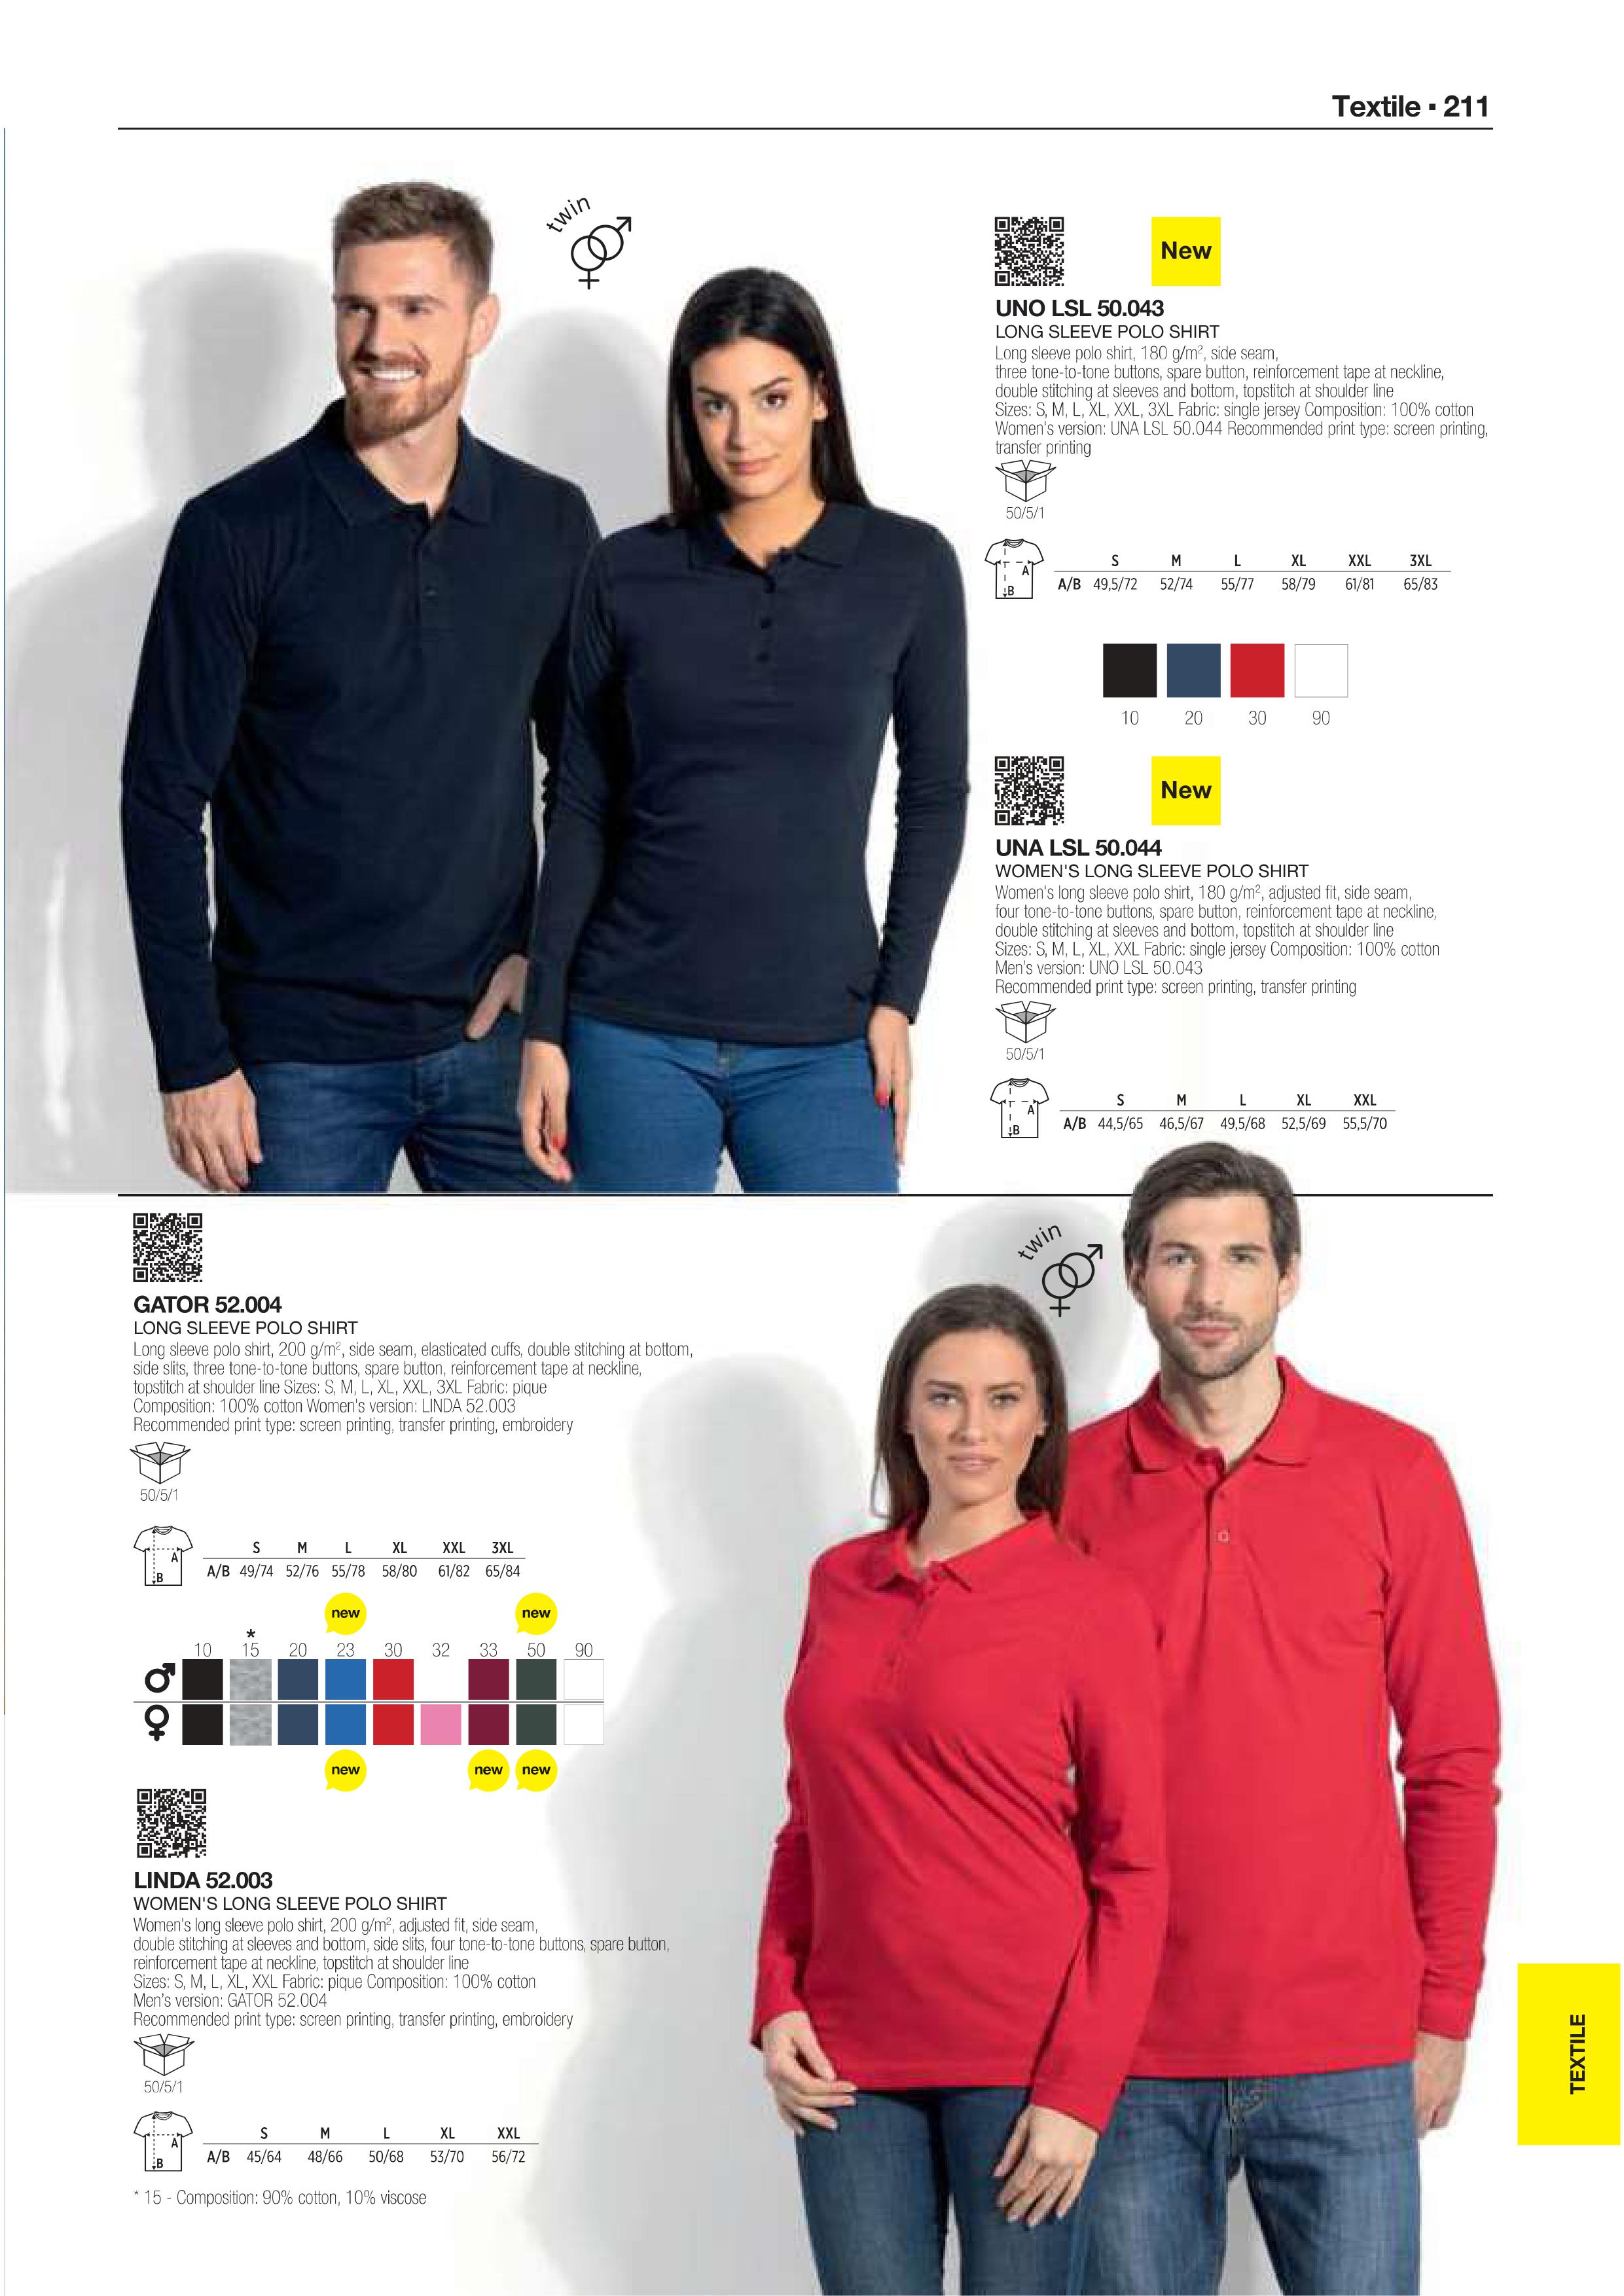 Textile ▪ 211
twin
New
UNO LSL 50.043
LONG SLEEVE POLO SHIRT
Long sleeve polo shirt, 180 g/m², side seam,
three tone-to-tone buttons, spare button, reinforcement tape at neckline,
double stitching at sleeves and bottom, topstitch at shoulder line
Sizes: S, M, L, XL, XXL, 3XL Fabric: single jersey Composition: 100% cotton
Women's version: UNA LSL 50.044 Recommended print type: screen printing,
transfer printing
50/5/1
A
B
S M L XL XXL 3XL
A/B 49,5/72 52/74 55/77 58/79 61/81 65/83
10 20 30 90
New
UNA LSL 50.044
WOMEN'S LONG SLEEVE POLO SHIRT
Women's long sleeve polo shirt, 180 g/m², adjusted fit, side seam,
four tone-to-tone buttons, spare button, reinforcement tape at neckline,
double stitching at sleeves and bottom, topstitch at shoulder line
Sizes: S, M, L, XL, XXL Fabric: single jersey Composition: 100% cotton
Men's version: UNO LSL 50.043
Recommended print type: screen printing, transfer printing
50/5/1
A
B
S M L XL XXL
A/B 44,5/65 46,5/67 49,5/68 52,5/69 55,5/70
twin
GATOR 52.004
LONG SLEEVE POLO SHIRT
Long sleeve polo shirt, 200 g/m², side seam, elasticated cuffs, double stitching at bottom,
side slits, three tone-to-tone buttons, spare button, reinforcement tape at neckline,
topstitch at shoulder line Sizes: S, M, L, XL, XXL, 3XL Fabric: pique
Composition: 100% cotton Women's version: LINDA 52.003
Recommended print type: screen printing, transfer printing, embroidery
50/5/1
A
B
S M L XL XXL 3XL
A/B 49/74 52/76 55/78 58/80 61/82 65/84
new new
*
10 15 20 23 30 32 33 50 90
new new new
LINDA 52.003
WOMEN'S LONG SLEEVE POLO SHIRT
Women's long sleeve polo shirt, 200 g/m², adjusted fit, side seam,
double stitching at sleeves and bottom, side slits, four tone-to-tone buttons, spare button,
reinforcement tape at neckline, topstitch at shoulder line
Sizes: S, M, L, XL, XXL Fabric: pique Composition: 100% cotton
Men's version: GATOR 52.004
Recommended print type: screen printing, transfer printing, embroidery
50/5/1
A
B
S M L XL XXL
A/B 45/64 48/66 50/68 53/70 56/72
* 15 - Composition: 90% cotton, 10% viscose
TEXTILE